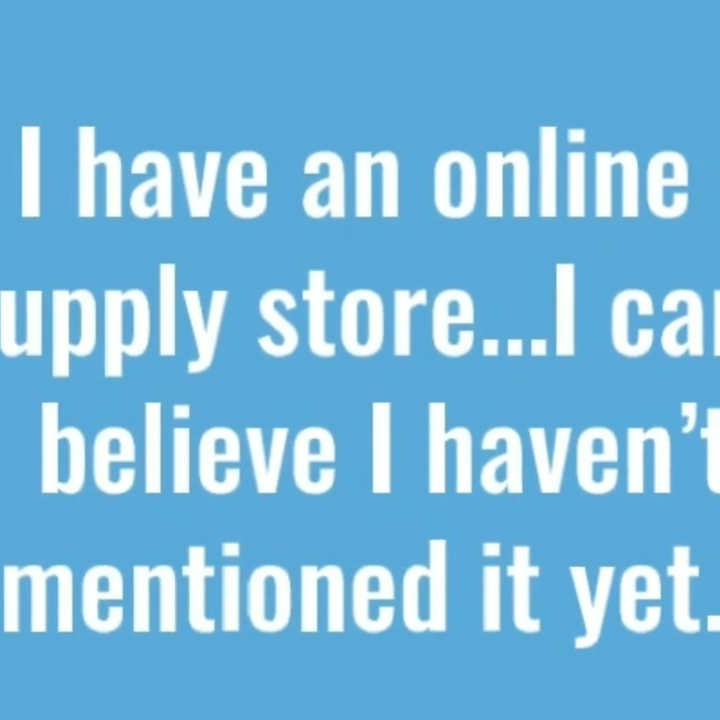 I have an online
upply store...I ca
believe I haven't
mentioned it yet.